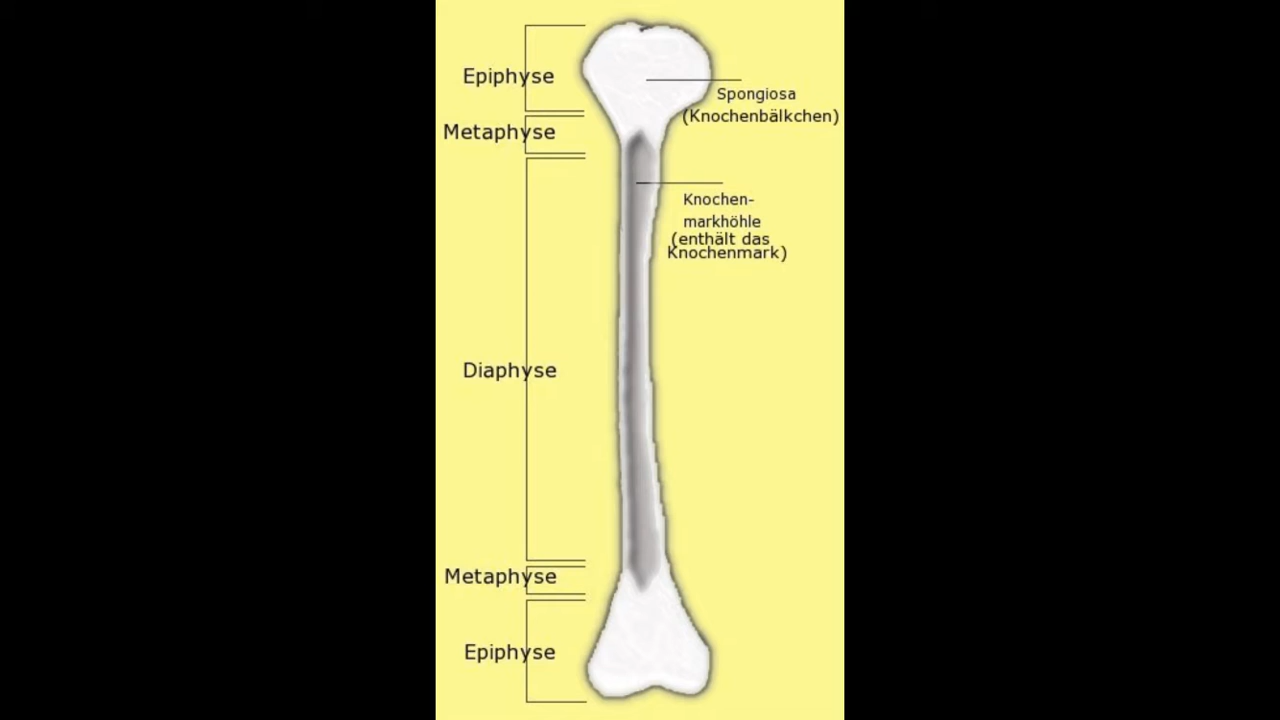 Epiphyse
Spongiosa
(Knochenbälkchen)
Metaphyse
Knochen-
markhöhle
(enthält das
Knochenmark)
Diaphyse
Metaphyse
Epiphyse